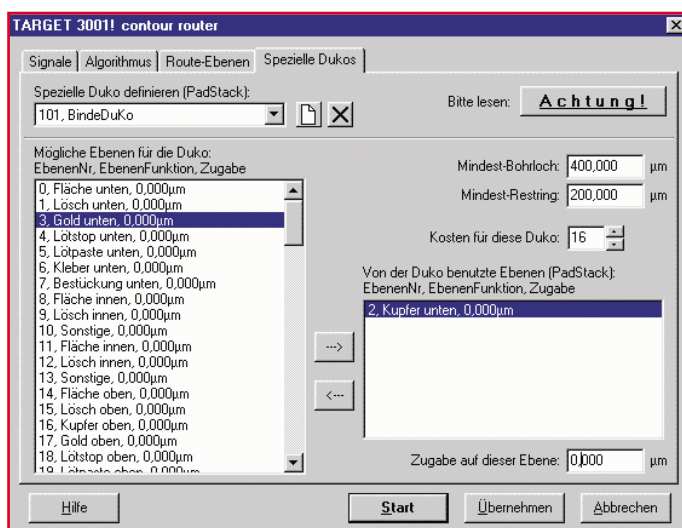 TARGET 3001! contour router
Signale
Algorithmus
Route-Ebenen
Spezielle Dukos
Spezielle Duko definieren (PadStack):
101, BindeDuKo
Bitte lesen:
Achtung!
Mögliche Ebenen für die Duko:
EbenenNr, EbenenFunktion, Zugabe
0, Fläche unten, 0,000µm
1, Lösch unten, 0,000µm
3, Gold unten, 0,000µm
4, Lötstop unten, 0,000µm
5, Lötpaste unten, 0,000µm
6, Kleber unten, 0,000µm
7, Bestückung unten, 0,000µm
8, Fläche innen, 0,000µm
9, Lösch innen, 0,000µm
10, Sonstige, 0,000µm
11, Fläche innen, 0,000µm
12, Lösch innen, 0,000µm
13, Sonstige, 0,000µm
14, Fläche oben, 0,000µm
15, Lösch oben, 0,000µm
16, Kupfer oben, 0,000µm
17, Gold oben, 0,000µm
18, Lötstop oben, 0,000µm
19, Lötpaste oben, 0,000µm
--->
<---
Mindest-Bohrloch: 400,000 µm
Mindest-Restring: 200,000 µm
Kosten für diese Duko: 16
Von der Duko benutzte Ebenen (PadStack):
EbenenNr, EbenenFunktion, Zugabe
2, Kupfer unten, 0,000µm
Zugabe auf dieser Ebene: 0,000 µm
Hilfe
Start
Übernehmen
Abbrechen